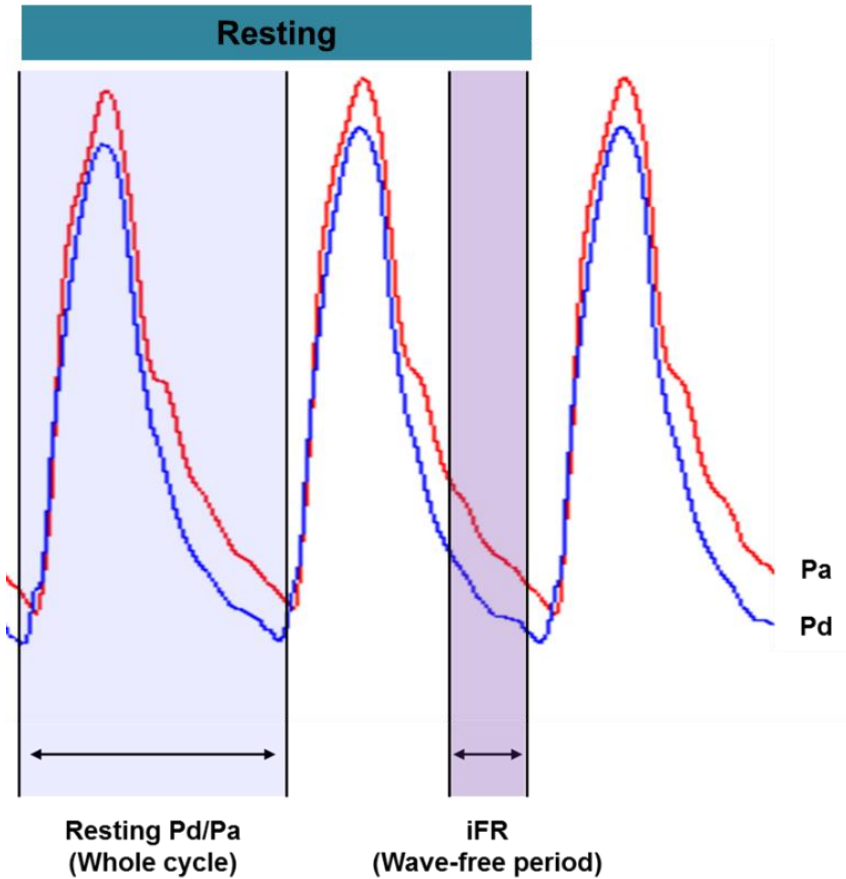 Resting
Pa
Pd
Resting Pd/Pa
(Whole cycle)
iFR
(Wave-free period)